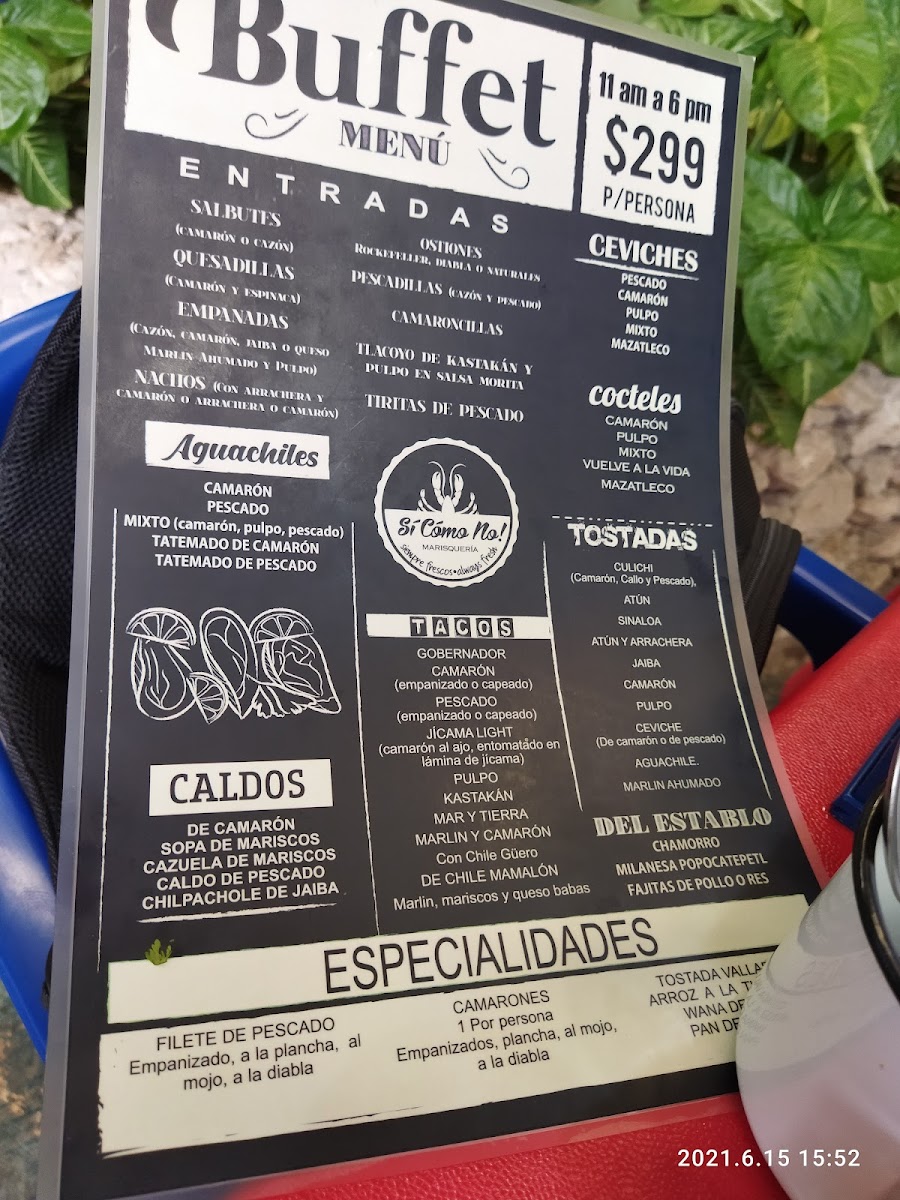 Buffet
MENÚ
11 am a 6 pm
$299
P/PERSONA
ENTRADAS
SALBUTES
(CAMARÓN O CAZÓN)
QUESADILLAS
(CAMARÓN Y ESPINACA)
EMPANADAS
(CAZÓN, CAMARÓN, JAIBA O QUESO
MARLIN AHUMADO Y PULPO)
NACHOS (CON ARRACHERA Y
CAMARÓN O ARRACHERA O CAMARÓN)
OSTIONES
ROCKEFELLER, DIABLA O NATURALES
PESCADILLAS (CAZÓN Y PESCADO)
CAMARONCILLAS
TLACOYO DE KASTAKÁN Y
PULPO EN SALSA MORITA
TIRITAS DE PESCADO
CEVICHES
PESCADO
CAMARÓN
PULPO
MIXTO
MAZATLECO
cocteles
CAMARÓN
PULPO
MIXTO
VUELVE A LA VIDA
MAZATLECO
Aguachiles
CAMARÓN
PESCADO
MIXTO (camarón, pulpo, pescado)
TATEMADO DE CAMARÓN
TATEMADO DE PESCADO
Sí Cómo No!
MARISQUERÍA
siempre frescos•always fresh
TOSTADAS
CULICHI
(Camarón, Callo y Pescado),
ATÚN
SINALOA
ATÚN Y ARRACHERA
JAIBA
CAMARÓN
PULPO
CEVICHE
(De camarón o de pescado)
AGUACHILE.
MARLIN AHUMADO
TACOS
GOBERNADOR
CAMARÓN
(empanizado o capeado)
PESCADO
(empanizado o capeado)
JÍCAMA LIGHT
(camarón al ajo, entomatado en
lámina de jícama)
PULPO
KASTAKÁN
MAR Y TIERRA
MARLIN Y CAMARÓN
Con Chile Güero
DE CHILE MAMALÓN
Marlin, mariscos y queso babas
CALDOS
DE CAMARÓN
SOPA DE MARISCOS
CAZUELA DE MARISCOS
CALDO DE PESCADO
CHILPACHOLE DE JAIBA
DEL ESTABLO
CHAMORRO
MILANESA POPOCATEPETL
FAJITAS DE POLLO O RES
ESPECIALIDADES
FILETE DE PESCADO
Empanizado, a la plancha, al
mojo, a la diabla
CAMARONES
1 Por persona
Empanizados, plancha, al mojo,
a la diabla
TOSTADA
ARROZ A LA
WANA
PAN
2021.6.15 15:52